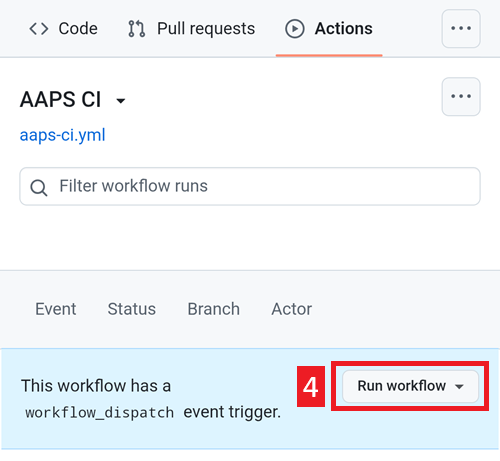 Code Pull requests Actions
AAPS CI
aaps-ci.yml
Filter workflow runs
Event Status Branch Actor
This workflow has a
workflow_dispatch event trigger.
4 Run workflow